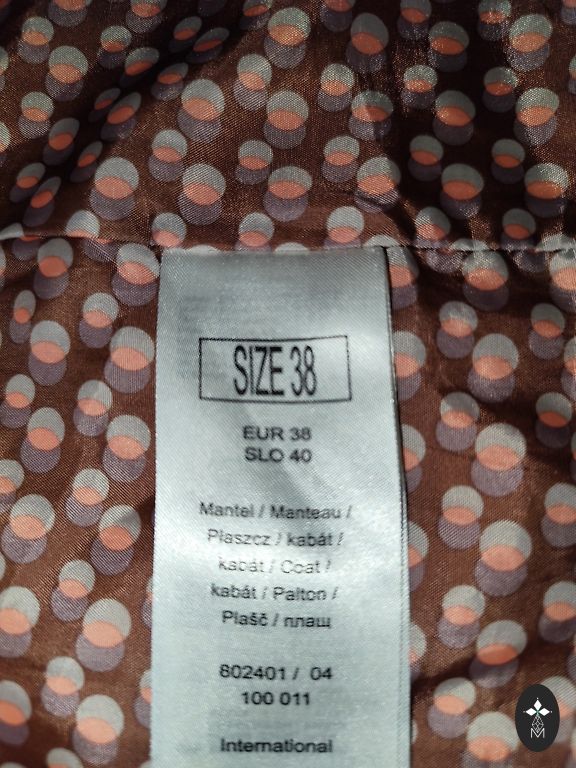 SIZE 38
EUR 38
SLO 40
Mantel / Manteau /
Płaszcz / kabát /
kabát / Coat /
kabát / Palton /
Plašč / плащ
802401 / 04
100 011
International